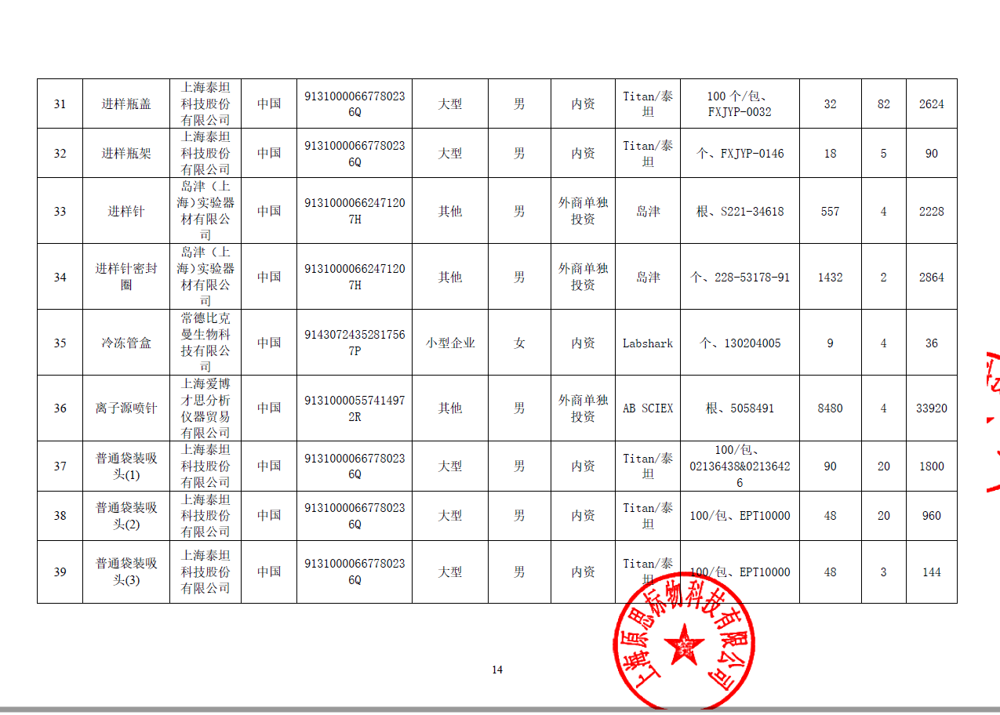 31 进样瓶盖 上海泰坦科技股份有限公司 中国 91310000667780236Q 大型 男 内资 Titan/泰坦 100 个/包、FXJYP-0032 32 82 2624
32 进样瓶架 上海泰坦科技股份有限公司 中国 91310000667780236Q 大型 男 内资 Titan/泰坦 个、FXJYP-0146 18 5 90
33 进样针 岛津（上海）实验器材有限公司 中国 91310000662471207H 其他 男 外商单独投资 岛津 根、S221-34618 557 4 2228
34 进样针密封圈 岛津（上海）实验器材有限公司 中国 91310000662471207H 其他 男 外商单独投资 岛津 个、228-53178-91 1432 2 2864
35 冷冻管盒 常德比克曼生物科技有限公司 中国 91430724352817567P 小型企业 女 内资 Labshark 个、130204005 9 4 36
36 离子源喷针 上海爱博才思分析仪器贸易有限公司 中国 91310000557414972R 其他 男 外商单独投资 AB SCIEX 根、5058491 8480 4 33920
37 普通袋装吸头(1) 上海泰坦科技股份有限公司 中国 91310000667780236Q 大型 男 内资 Titan/泰坦 100/包、02136438&02136426 90 20 1800
38 普通袋装吸头(2) 上海泰坦科技股份有限公司 中国 91310000667780236Q 大型 男 内资 Titan/泰坦 100/包、EPT10000 48 20 960
39 普通袋装吸头(3) 上海泰坦科技股份有限公司 中国 91310000667780236Q 大型 男 内资 Titan/泰坦 100/包、EPT10000 48 3 144
上海原思标物科技有限公司
14